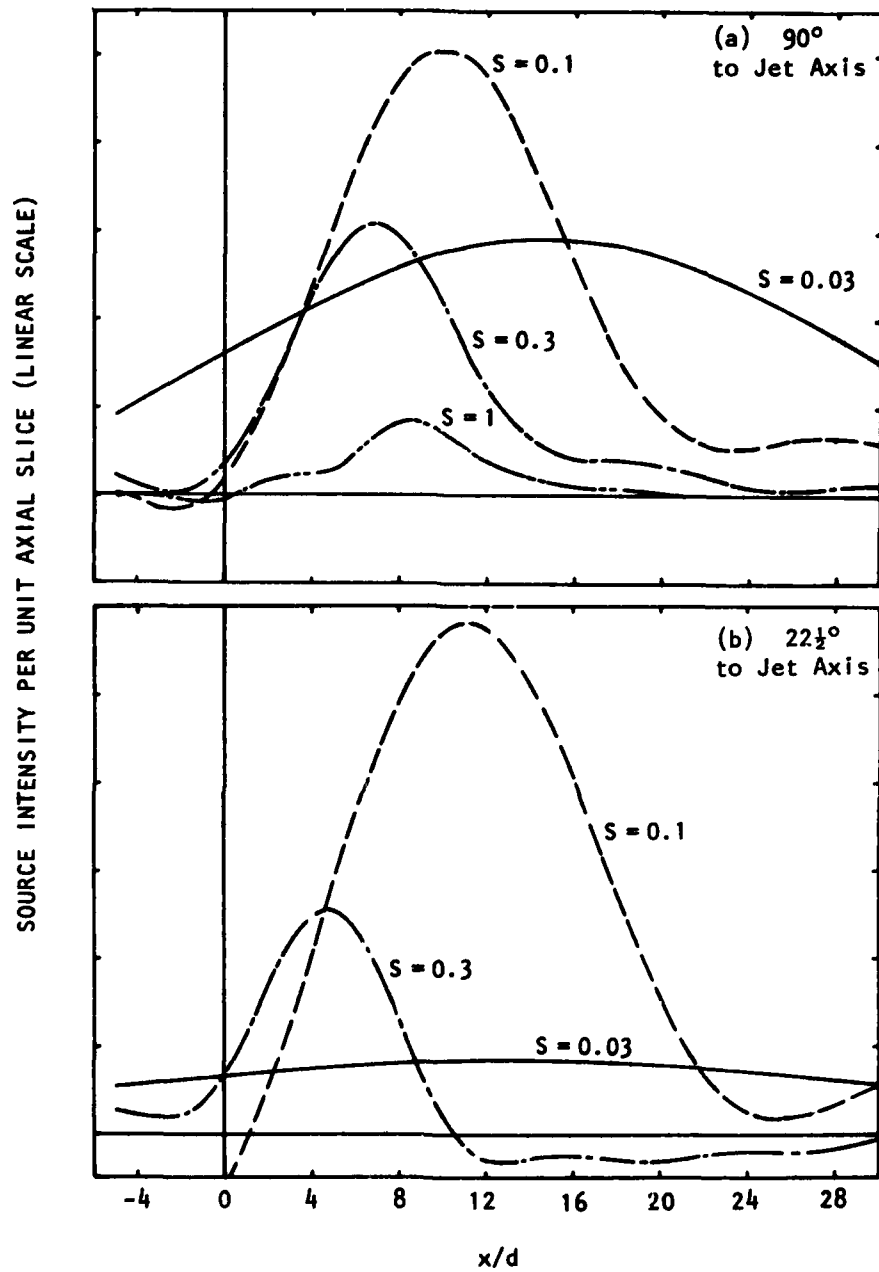 SOURCE INTENSITY PER UNIT AXIAL SLICE (LINEAR SCALE)
(a) 90°
to Jet Axis
S = 0.1
S = 0.03
S = 0.3
S = 1
(b) 22½°
to Jet Axis
S = 0.1
S = 0.3
S = 0.03
-4 0 4 8 12 16 20 24 28
x/d